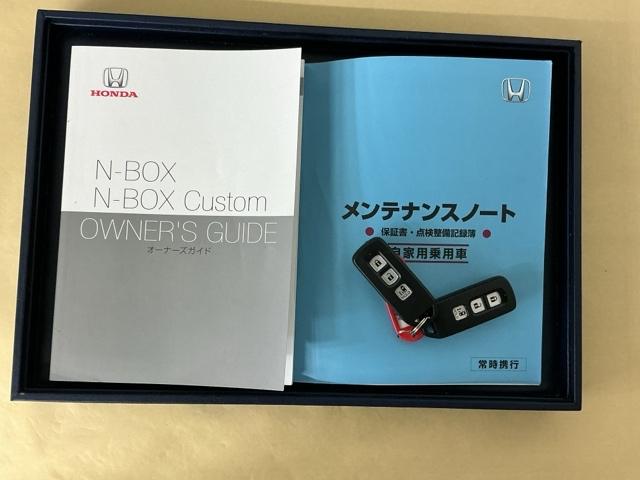 HONDA
N-BOX
N-BOX Custom
OWNER'S GUIDE
オーナーズガイド
メンテナンスノート
保証書・点検整備記録簿
自家用乗用車
常時携行